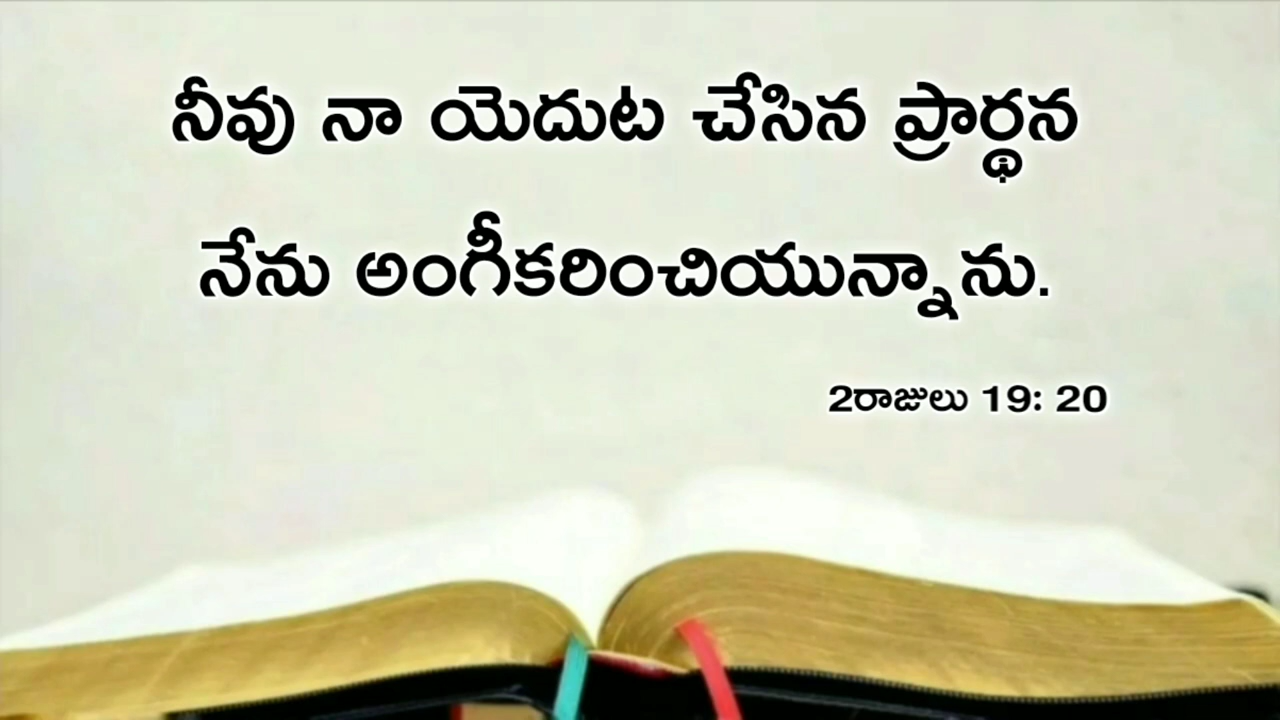 నీవు నా యెదుట చేసిన ప్రార్థన
నేను అంగీకరించియున్నాను.
2రాజులు 19: 20